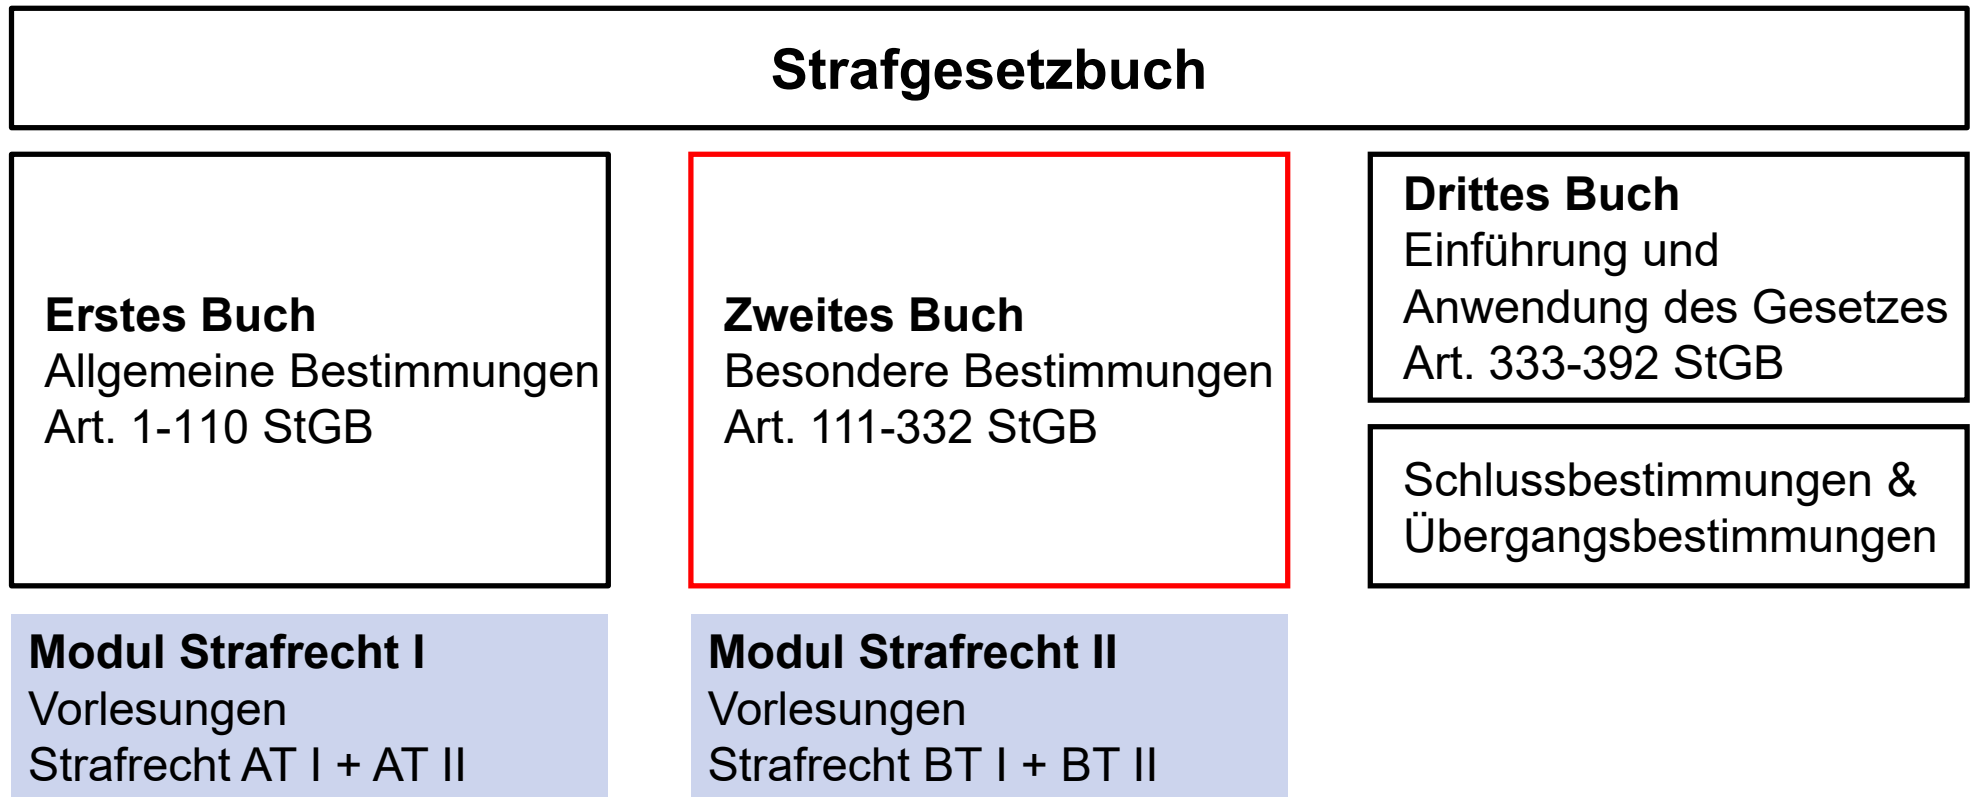 Strafgesetzbuch
Erstes Buch
Allgemeine Bestimmungen
Art. 1-110 StGB
Zweites Buch
Besondere Bestimmungen
Art. 111-332 StGB
Drittes Buch
Einführung und
Anwendung des Gesetzes
Art. 333-392 StGB
Schlussbestimmungen &
Übergangsbestimmungen
Modul Strafrecht I
Vorlesungen
Strafrecht AT I + AT II
Modul Strafrecht II
Vorlesungen
Strafrecht BT I + BT II